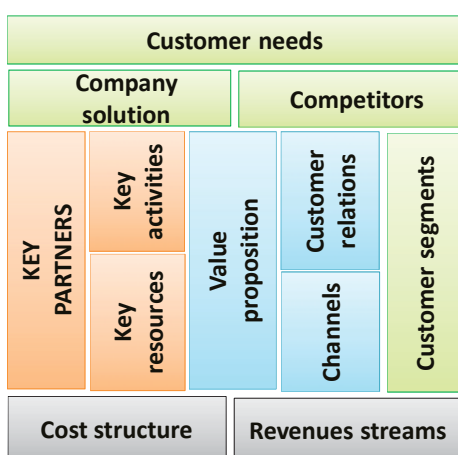 Customer needs
Company
solution
Competitors
KEY
PARTNERS
Key
activities
Key
resources
Value
proposition
Customer
relations
Channels
Customer segments
Cost structure
Revenues streams